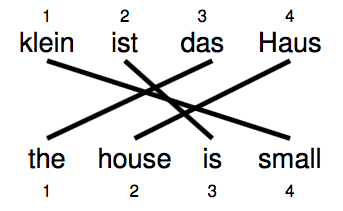 1 2 3 4
klein ist das Haus
the house is small
1 2 3 4